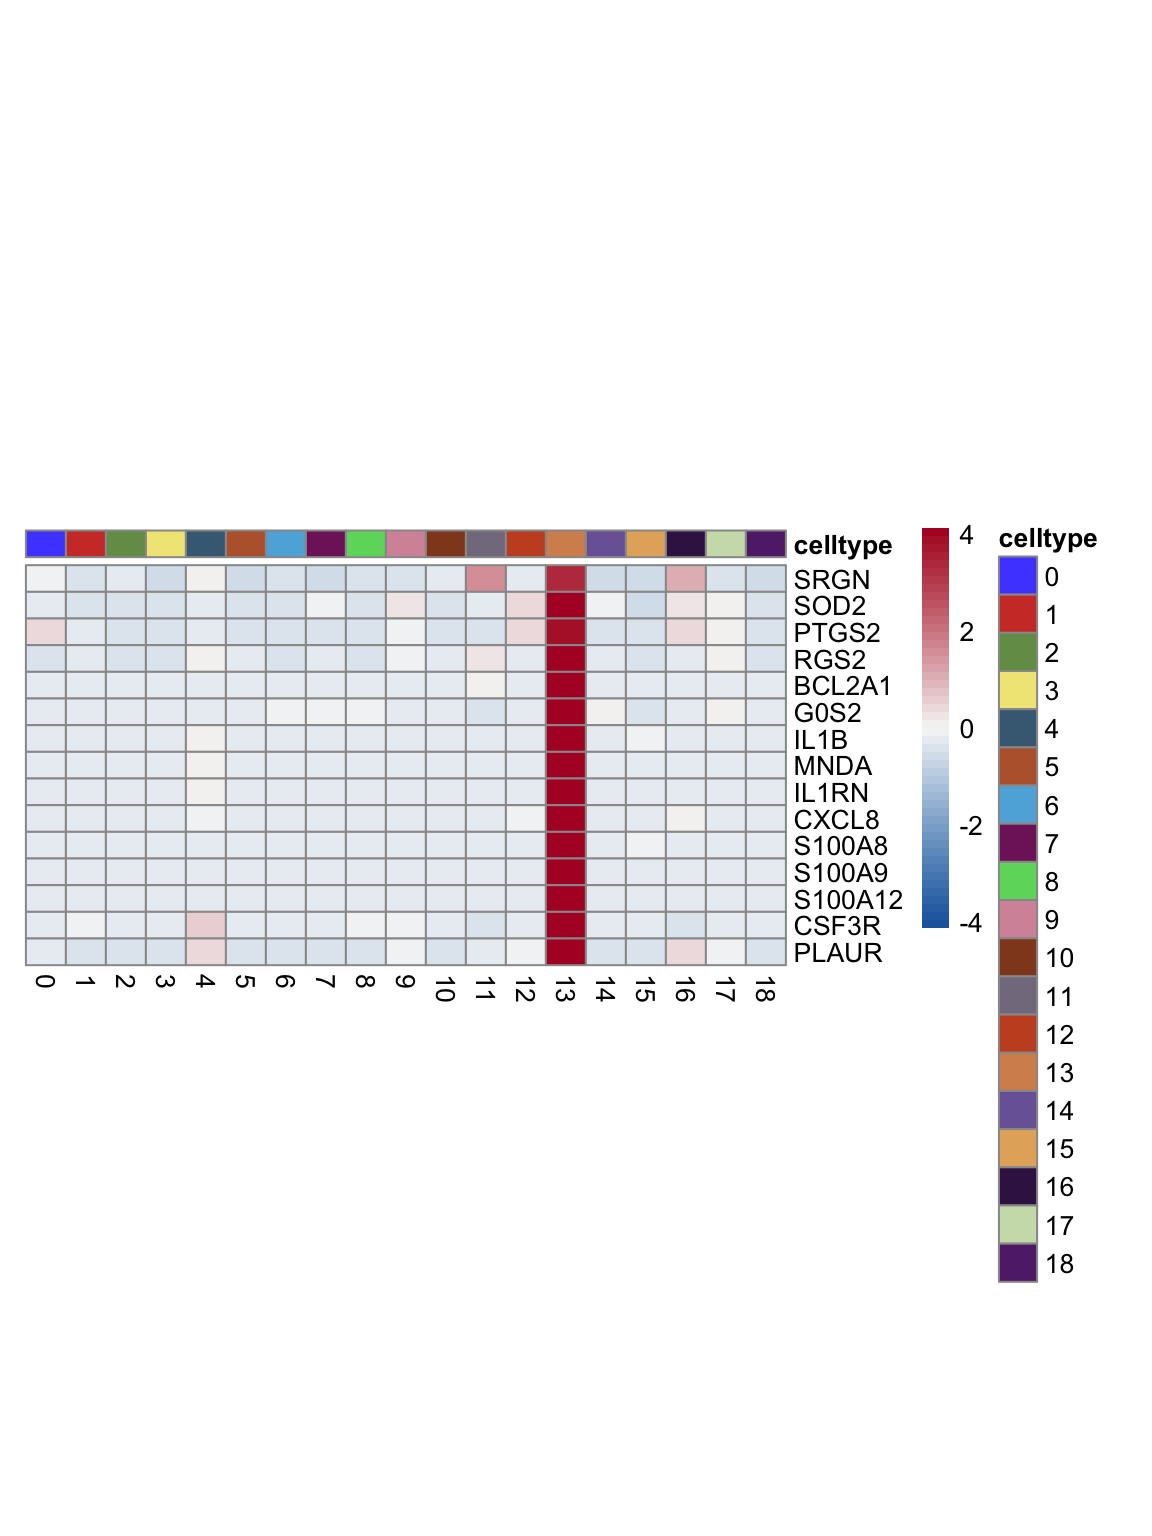 celltype
SRGN
SOD2
PTGS2
RGS2
BCL2A1
G0S2
IL1B
MNDA
IL1RN
CXCL8
S100A8
S100A9
S100A12
CSF3R
PLAUR
0 1 2 3 4 5 6 7 8 9 10 11 12 13 14 15 16 17 18
4
2
0
-2
-4
celltype
0
1
2
3
4
5
6
7
8
9
10
11
12
13
14
15
16
17
18